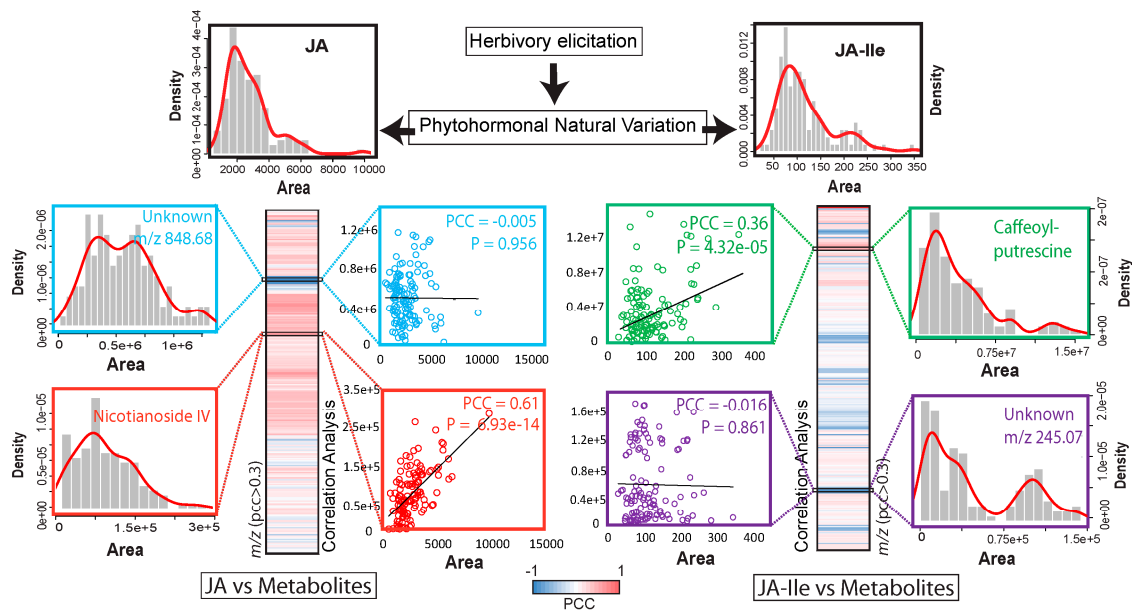 JA
Density
0e+00 1e-04 2e-04 3e-04 4e-04
2000 4000 6000 8000 10000
Area
Herbivory elicitation
Phytohormonal Natural Variation
JA-Ile
Density
0.000 0.004 0.008 0.012
50 100 150 200 250 300 350
Area
Unknown
m/z 848.68
Density
0e+00 1.0e-06 2.0e-06
0 0.5e+6 1e+6
Area
PCC = -0.005
P = 0.956
1.2e+6
0.8e+6
0.4e+6
0
0 5000 10000 15000
PCC = 0.36
P = 4.32e-05
1.2e+7
0.8e+7
0.4e+7
0
0 100 200 300 400
Caffeoyl-
putrescine
Density
0e+00 2e-07 2e-07
0 0.75e+7 1.5e+7
Area
Nicotianoside IV
Density
0e+00 0.5e-05 1.0e-05
0 1.5e+5 3e+5
Area
m/z (pcc>0.3)
Correlation Analysis
PCC = 0.61
P = 6.93e-14
3.5e+5
2.5e+5
1.5e+5
0.5e+5
0
0 5000 10000 15000
Area
PCC = -0.016
P = 0.861
1.6e+5
1.2e+5
0.8e+5
0.4e+5
0
0 100 200 300 400
Area
Correlation Analysis
m/z (pcc>0.3)
Unknown
m/z 245.07
Density
0e+00 1.0e-05 2.0e-05
0 0.75e+5 1.5e+5
Area
JA vs Metabolites
-1 1
PCC
JA-Ile vs Metabolites